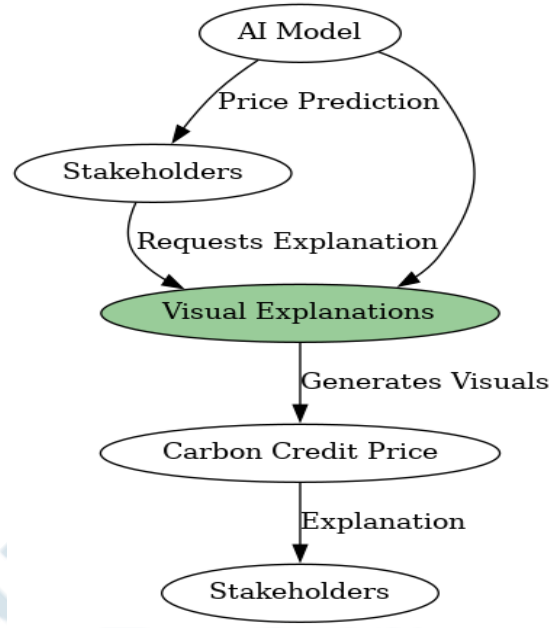 AI Model
Price Prediction
Stakeholders
Requests Explanation
Visual Explanations
Generates Visuals
Carbon Credit Price
Explanation
Stakeholders